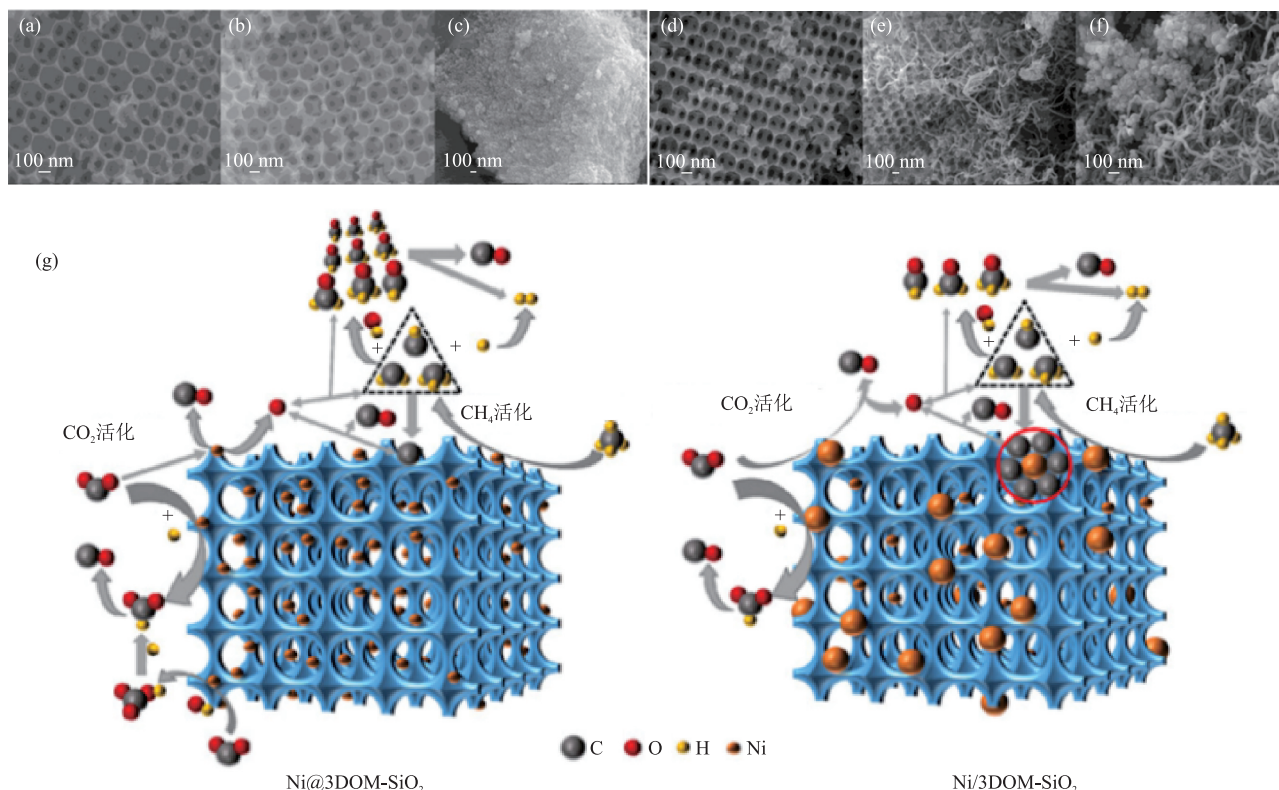 (a) (b) (c) (d) (e) (f)
100 nm 100 nm 100 nm 100 nm 100 nm 100 nm
(g)
+ + + +
CO₂活化 CH₄活化 CO₂活化 CH₄活化
+ +
C O H Ni
Ni@3DOM-SiO₂ Ni/3DOM-SiO₂